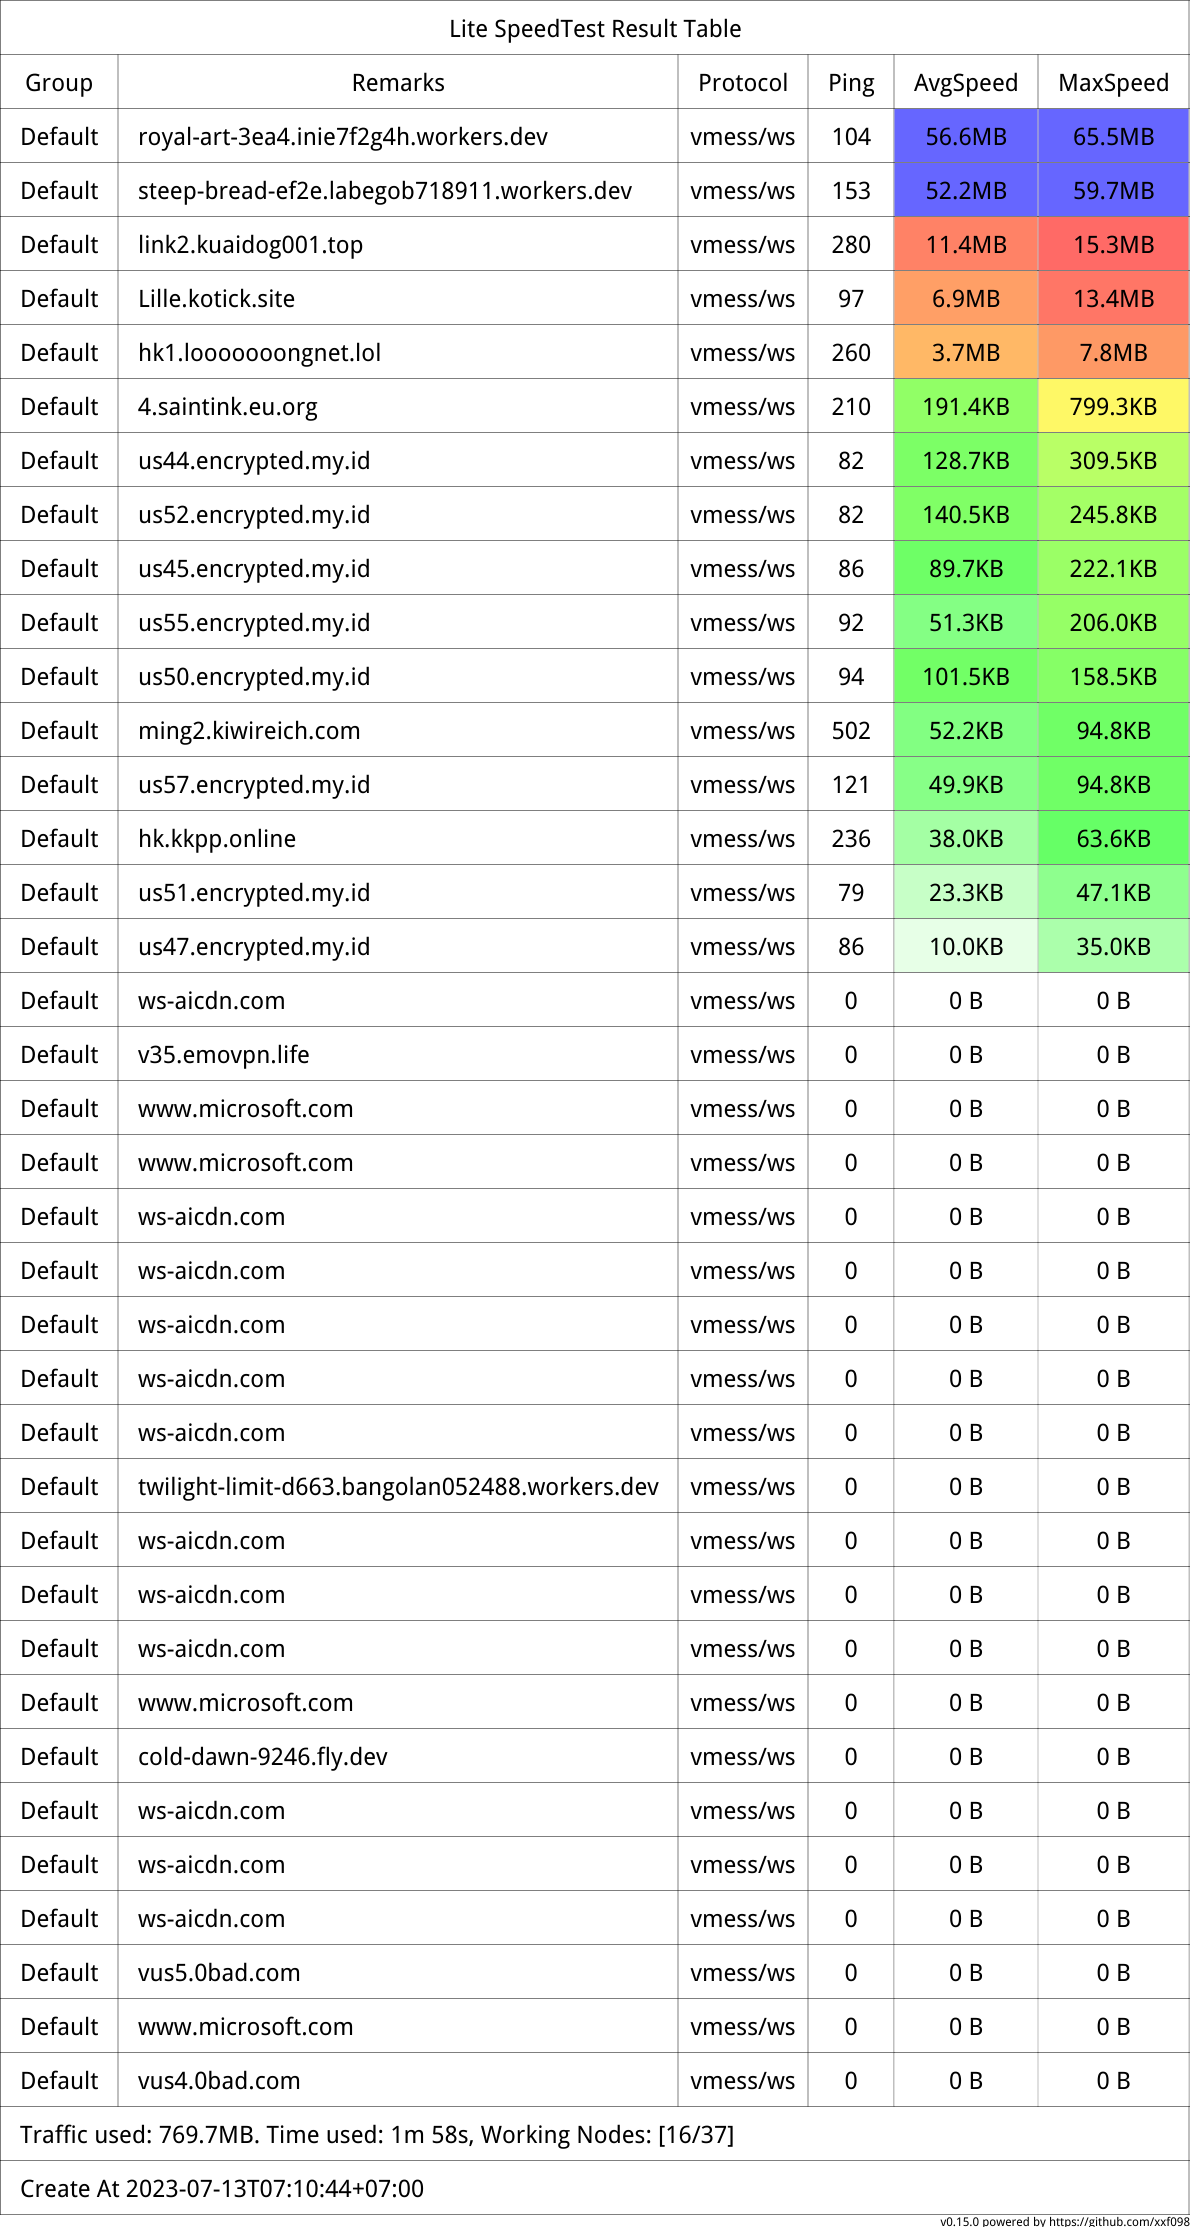 Lite SpeedTest Result Table
Group Remarks Protocol Ping AvgSpeed MaxSpeed
Default royal-art-3ea4.inie7f2g4h.workers.dev vmess/ws 104 56.6MB 65.5MB
Default steep-bread-ef2e.labegob718911.workers.dev vmess/ws 153 52.2MB 59.7MB
Default link2.kuaidog001.top vmess/ws 280 11.4MB 15.3MB
Default Lille.kotick.site vmess/ws 97 6.9MB 13.4MB
Default hk1.looooooongnet.lol vmess/ws 260 3.7MB 7.8MB
Default 4.saintink.eu.org vmess/ws 210 191.4KB 799.3KB
Default us44.encrypted.my.id vmess/ws 82 128.7KB 309.5KB
Default us52.encrypted.my.id vmess/ws 82 140.5KB 245.8KB
Default us45.encrypted.my.id vmess/ws 86 89.7KB 222.1KB
Default us55.encrypted.my.id vmess/ws 92 51.3KB 206.0KB
Default us50.encrypted.my.id vmess/ws 94 101.5KB 158.5KB
Default ming2.kiwireich.com vmess/ws 502 52.2KB 94.8KB
Default us57.encrypted.my.id vmess/ws 121 49.9KB 94.8KB
Default hk.kkpp.online vmess/ws 236 38.0KB 63.6KB
Default us51.encrypted.my.id vmess/ws 79 23.3KB 47.1KB
Default us47.encrypted.my.id vmess/ws 86 10.0KB 35.0KB
Default ws-aicdn.com vmess/ws 0 0 B 0 B
Default v35.emovpn.life vmess/ws 0 0 B 0 B
Default www.microsoft.com vmess/ws 0 0 B 0 B
Default www.microsoft.com vmess/ws 0 0 B 0 B
Default ws-aicdn.com vmess/ws 0 0 B 0 B
Default ws-aicdn.com vmess/ws 0 0 B 0 B
Default ws-aicdn.com vmess/ws 0 0 B 0 B
Default ws-aicdn.com vmess/ws 0 0 B 0 B
Default ws-aicdn.com vmess/ws 0 0 B 0 B
Default twilight-limit-d663.bangolan052488.workers.dev vmess/ws 0 0 B 0 B
Default ws-aicdn.com vmess/ws 0 0 B 0 B
Default ws-aicdn.com vmess/ws 0 0 B 0 B
Default ws-aicdn.com vmess/ws 0 0 B 0 B
Default www.microsoft.com vmess/ws 0 0 B 0 B
Default cold-dawn-9246.fly.dev vmess/ws 0 0 B 0 B
Default ws-aicdn.com vmess/ws 0 0 B 0 B
Default ws-aicdn.com vmess/ws 0 0 B 0 B
Default ws-aicdn.com vmess/ws 0 0 B 0 B
Default vus5.0bad.com vmess/ws 0 0 B 0 B
Default www.microsoft.com vmess/ws 0 0 B 0 B
Default vus4.0bad.com vmess/ws 0 0 B 0 B
Traffic used: 769.7MB. Time used: 1m 58s, Working Nodes: [16/37]
Create At 2023-07-13T07:10:44+07:00
v0.15.0 powered by https://github.com/xxf098